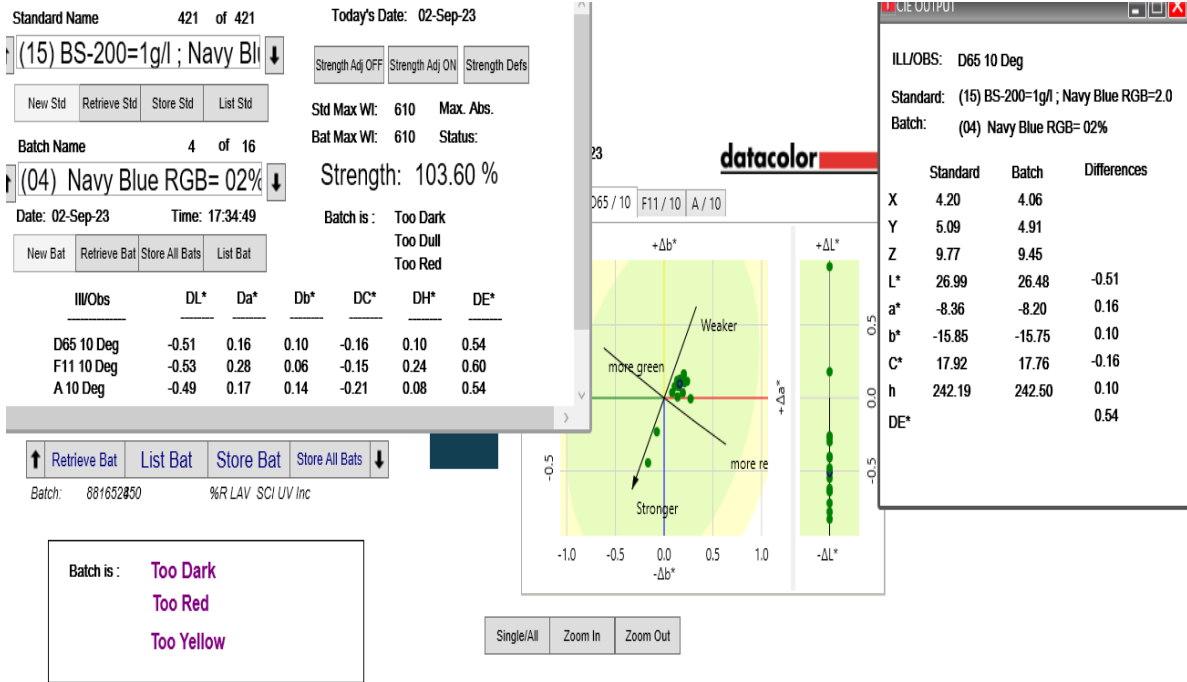 Standard Name 421 of 421
(15) BS-200=1g/l ; Navy Bl
New Std Retrieve Std Store Std List Std
Batch Name 4 of 16
(04) Navy Blue RGB= 02%
Date: 02-Sep-23 Time: 17:34:49
New Bat Retrieve Bat Store All Bats List Bat
Today's Date: 02-Sep-23
Strength Adj OFF Strength Adj ON Strength Defs
Std Max WI: 610 Max. Abs.
Bat Max WI: 610 Status:
Strength: 103.60 %
Batch is : Too Dark
Too Dull
Too Red
Ill/Obs DL* Da* Db* DC* DH* DE*
D65 10 Deg -0.51 0.16 0.10 -0.16 0.10 0.54
F11 10 Deg -0.53 0.28 0.06 -0.15 0.24 0.60
A 10 Deg -0.49 0.17 0.14 -0.21 0.08 0.54
Retrieve Bat List Bat Store Bat Store All Bats
Batch: %R LAV SCI UV Inc
Batch is : Too Dark
Too Red
Too Yellow
23
datacolor
D65 / 10 F11 / 10 A / 10
+Δb* +ΔL*
Weaker
more green
more re
Stronger
+Δa*
-0.5
0.5
0.0
-0.5
-1.0 -0.5 0.0 0.5 1.0
-Δb* -ΔL*
Single/All Zoom In Zoom Out
CIE OUTPUT
ILL/OBS: D65 10 Deg
Standard: (15) BS-200=1g/l ; Navy Blue RGB=2.0
Batch: (04) Navy Blue RGB= 02%
Standard Batch Differences
X 4.20 4.06
Y 5.09 4.91
Z 9.77 9.45
L* 26.99 26.48 -0.51
a* -8.36 -8.20 0.16
b* -15.85 -15.75 0.10
C* 17.92 17.76 -0.16
h 242.19 242.50 0.10
DE* 0.54